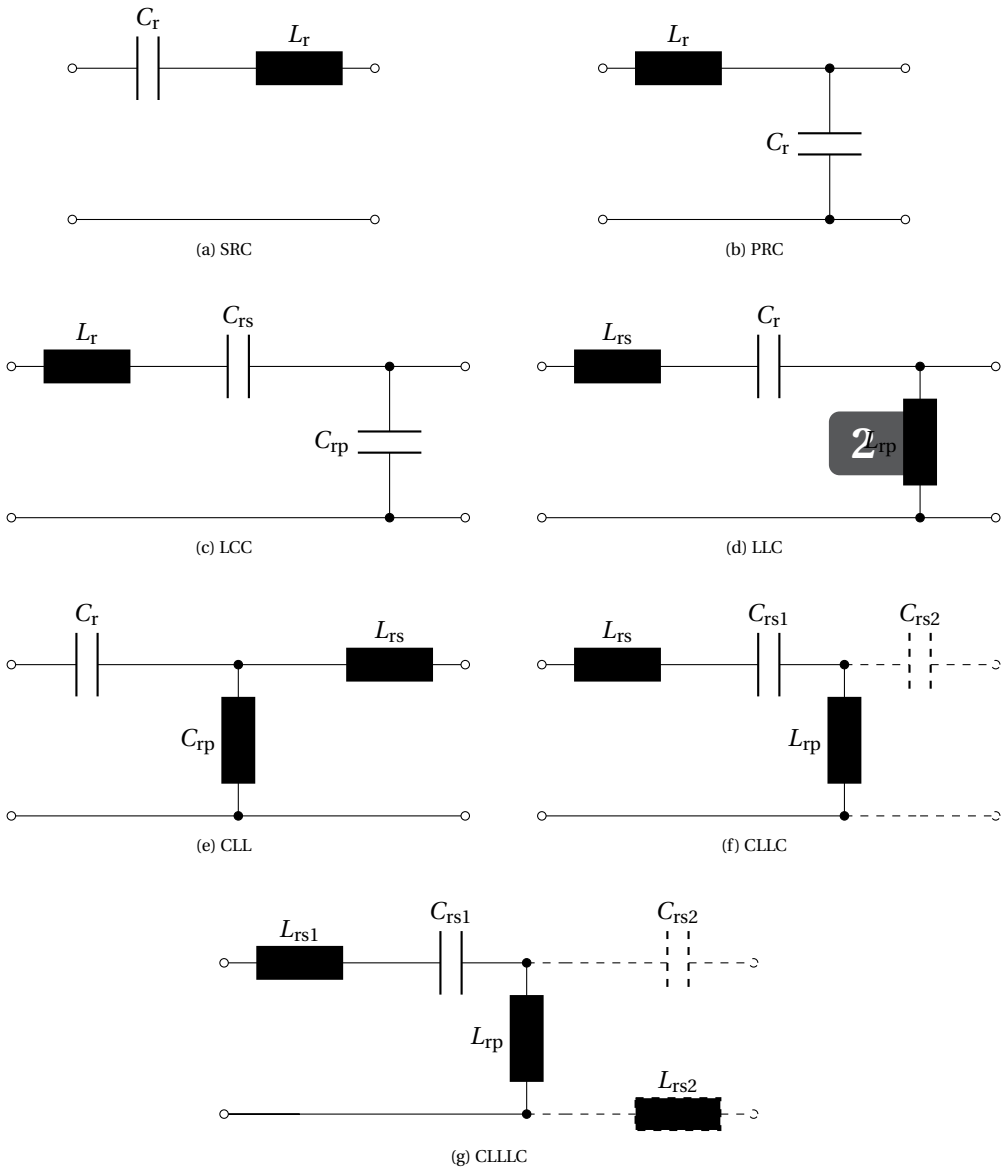 C_r
L_r
L_r
C_r
(a) SRC
(b) PRC
L_r
C_rs
C_rp
(c) LCC
L_rs
C_r
2
L_rp
(d) LLC
C_r
L_rs
C_rp
(e) CLL
L_rs
C_rs1
C_rs2
L_rp
(f) CLLC
L_rs1
C_rs1
C_rs2
L_rp
L_rs2
(g) CLLLC